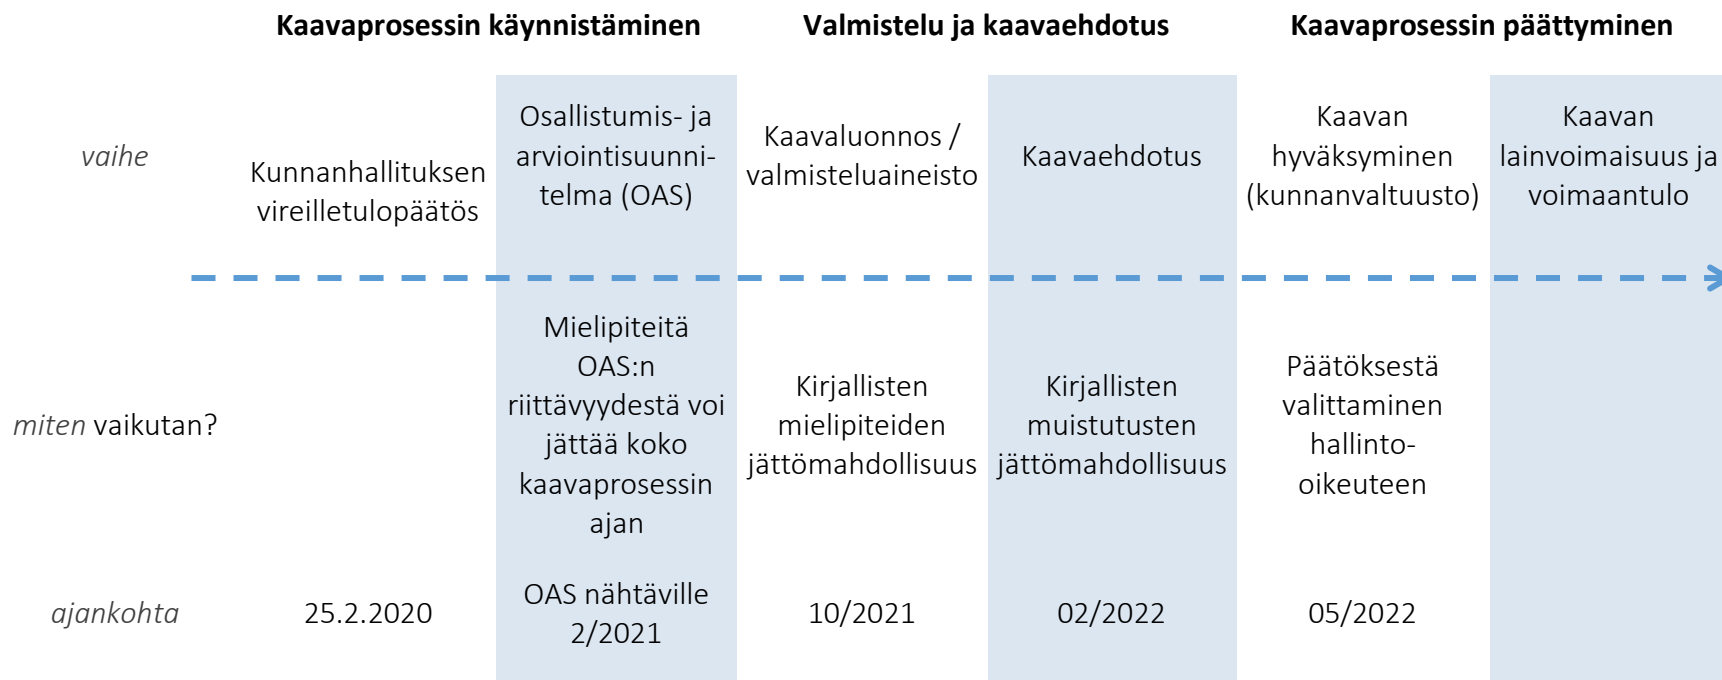 Kaavaprosessin käynnistäminen
Valmistelu ja kaavaehdotus
Kaavaprosessin päättyminen
vaihe
Kunnanhallituksen
vireilletulopäätös
Osallistumis- ja
arviointisuunni-
telma (OAS)
Kaavaluonnos /
valmisteluaineisto
Kaavaehdotus
Kaavan
hyväksyminen
(kunnanvaltuusto)
Kaavan
lainvoimaisuus ja
voimaantulo
miten vaikutan?
Mielipiteitä
OAS:n
riittävyydestä voi
jättää koko
kaavaprosessin
ajan
Kirjallisten
mielipiteiden
jättömahdollisuus
Kirjallisten
muistutusten
jättömahdollisuus
Päätöksestä
valittaminen
hallinto-
oikeuteen
ajankohta
25.2.2020
OAS nähtäville
2/2021
10/2021
02/2022
05/2022